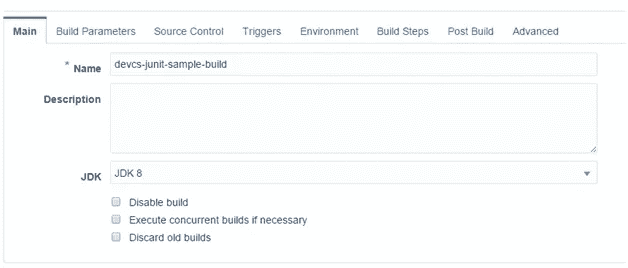 Main Build Parameters Source Control Triggers Environment Build Steps Post Build Advanced
* Name devcs-junit-sample-build
Description
JDK JDK 8
Disable build
Execute concurrent builds if necessary
Discard old builds